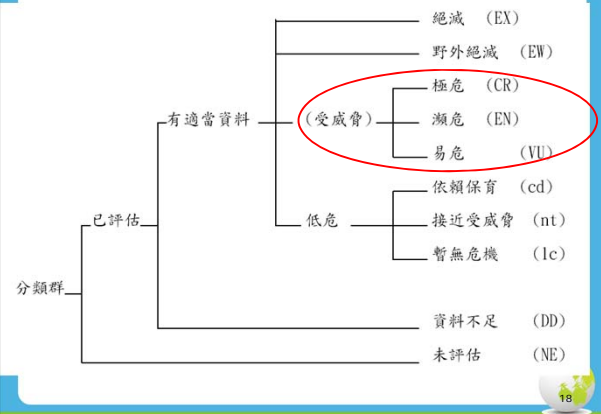 絕滅 (EX)
野外絕滅 (EW)
極危 (CR)
有適當資料 (受威脅) 瀕危 (EN)
易危 (VU)
依賴保育 (cd)
已評估 低危 接近受威脅 (nt)
暫無危機 (lc)
分類群
資料不足 (DD)
未評估 (NE)
18